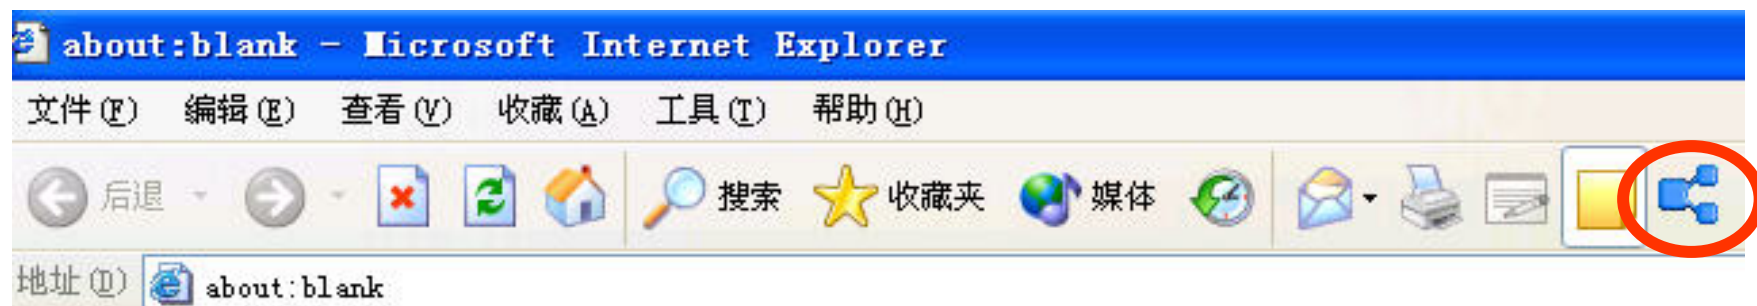 about:blank - Microsoft Internet Explorer
文件(F) 编辑(E) 查看(V) 收藏(A) 工具(T) 帮助(H)
后退 搜索 收藏夹 媒体
地址(D) about:blank